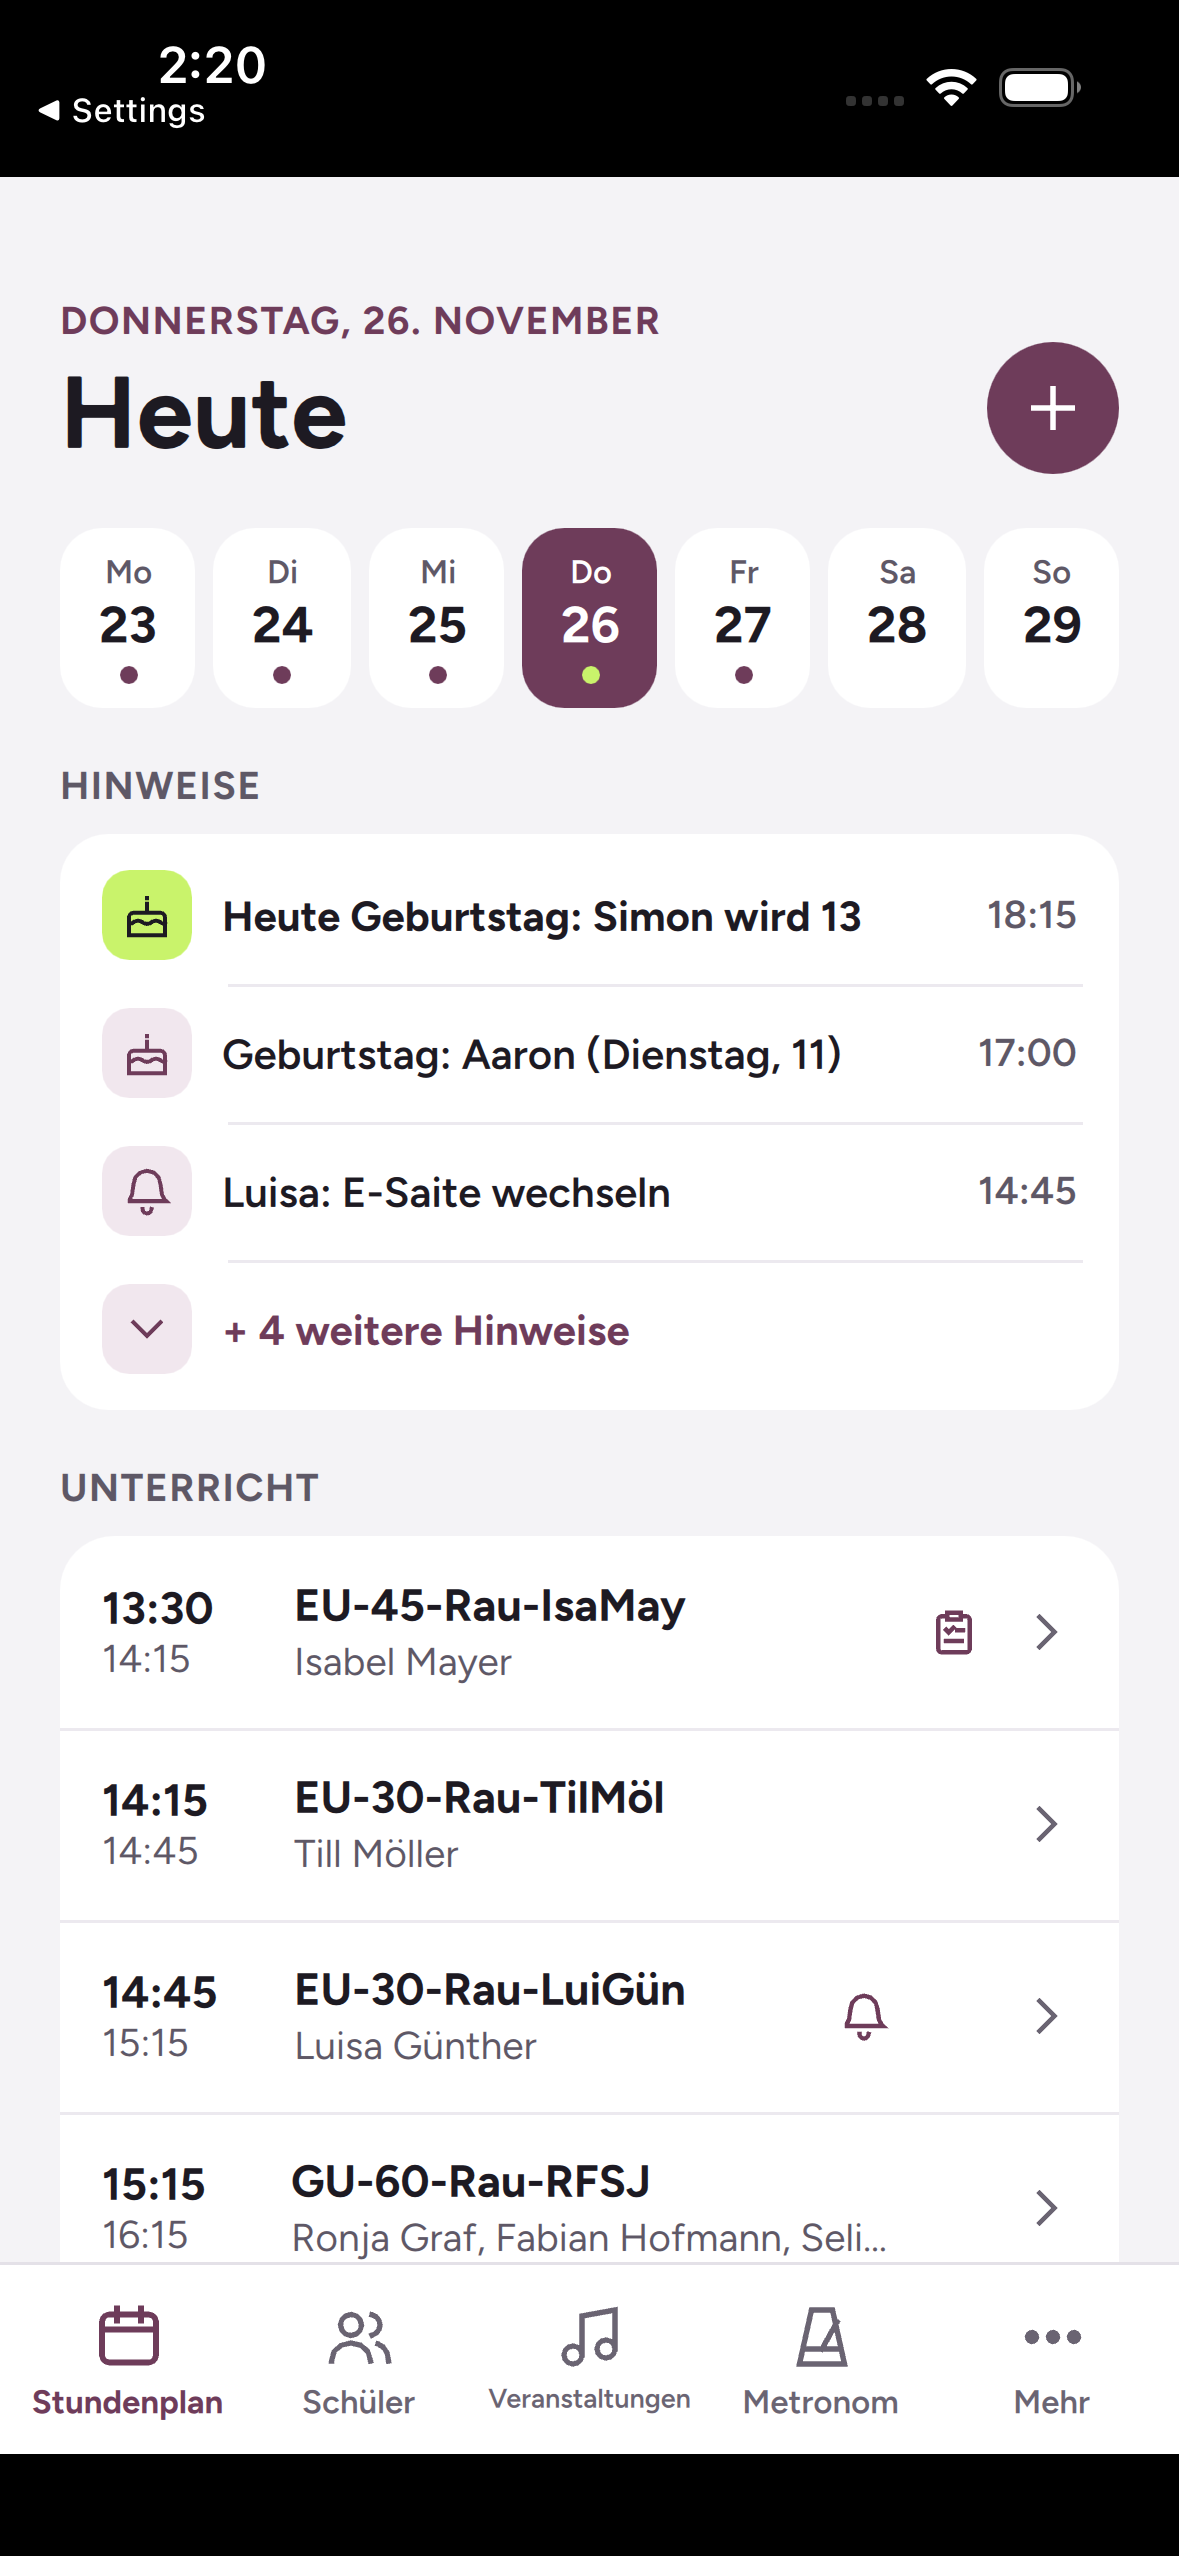 2:20
Settings
DONNERSTAG, 26. NOVEMBER
Heute
Mo Di Mi Do Fr Sa So
23 24 25 26 27 28 29
HINWEISE
Heute Geburtstag: Simon wird 13 18:15
Geburtstag: Aaron (Dienstag, 11) 17:00
Luisa: E-Saite wechseln 14:45
+ 4 weitere Hinweise
UNTERRICHT
13:30 EU-45-Rau-IsaMay
14:15 Isabel Mayer
14:15 EU-30-Rau-TilMöl
14:45 Till Möller
14:45 EU-30-Rau-LuiGün
15:15 Luisa Günther
15:15 GU-60-Rau-RFSJ
16:15 Ronja Graf, Fabian Hofmann, Seli...
Stundenplan Schüler Veranstaltungen Metronom Mehr